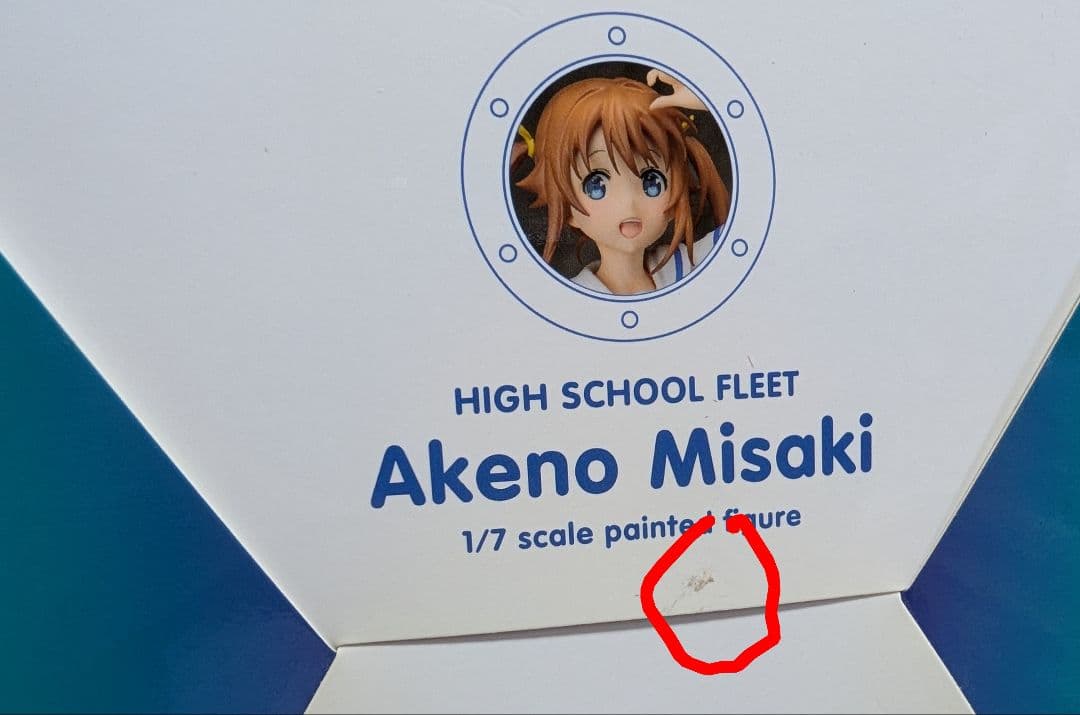 HIGH SCHOOL FLEET
Akeno Misaki
1/7 scale painted figure